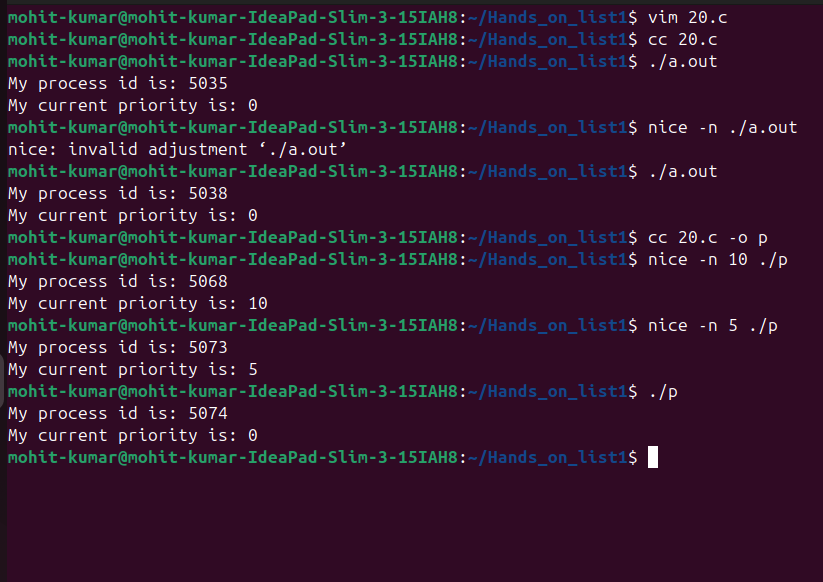 mohit-kumar@mohit-kumar-IdeaPad-Slim-3-15IAH8:~/Hands_on_list1$ vim 20.c
mohit-kumar@mohit-kumar-IdeaPad-Slim-3-15IAH8:~/Hands_on_list1$ cc 20.c
mohit-kumar@mohit-kumar-IdeaPad-Slim-3-15IAH8:~/Hands_on_list1$ ./a.out
My process id is: 5035
My current priority is: 0
mohit-kumar@mohit-kumar-IdeaPad-Slim-3-15IAH8:~/Hands_on_list1$ nice -n ./a.out
nice: invalid adjustment ‘./a.out’
mohit-kumar@mohit-kumar-IdeaPad-Slim-3-15IAH8:~/Hands_on_list1$ ./a.out
My process id is: 5038
My current priority is: 0
mohit-kumar@mohit-kumar-IdeaPad-Slim-3-15IAH8:~/Hands_on_list1$ cc 20.c -o p
mohit-kumar@mohit-kumar-IdeaPad-Slim-3-15IAH8:~/Hands_on_list1$ nice -n 10 ./p
My process id is: 5068
My current priority is: 10
mohit-kumar@mohit-kumar-IdeaPad-Slim-3-15IAH8:~/Hands_on_list1$ nice -n 5 ./p
My process id is: 5073
My current priority is: 5
mohit-kumar@mohit-kumar-IdeaPad-Slim-3-15IAH8:~/Hands_on_list1$ ./p
My process id is: 5074
My current priority is: 0
mohit-kumar@mohit-kumar-IdeaPad-Slim-3-15IAH8:~/Hands_on_list1$